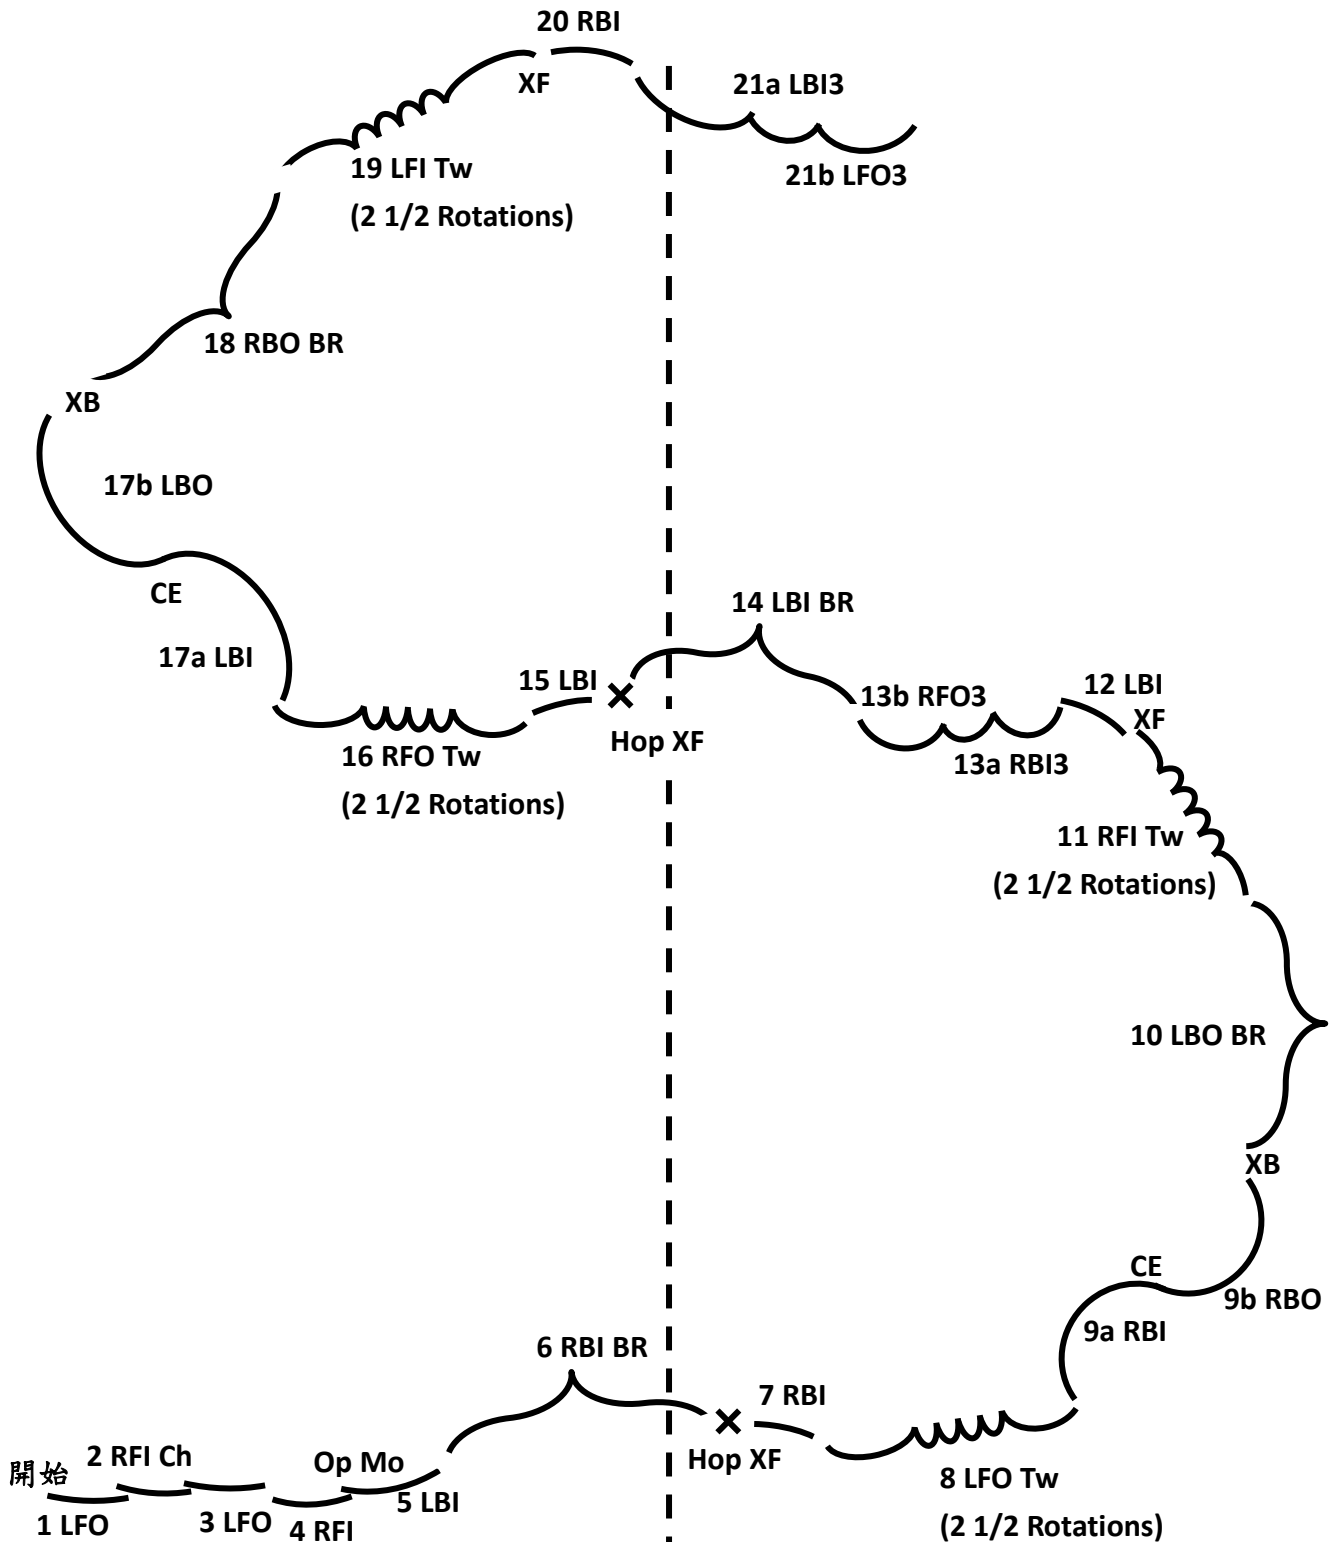 20 RBI
XF
21a LBI3
19 LFI Tw
(2 1/2 Rotations)
21b LFO3
18 RBO BR
XB
17b LBO
CE
17a LBI
14 LBI BR
15 LBI
Hop XF
16 RFO Tw
(2 1/2 Rotations)
13b RFO3
12 LBI
XF
13a RBI3
11 RFI Tw
(2 1/2 Rotations)
10 LBO BR
XB
CE
9b RBO
9a RBI
6 RBI BR
7 RBI
Hop XF
8 LFO Tw
(2 1/2 Rotations)
開始
2 RFI Ch
Op Mo
1 LFO
3 LFO
4 RFI
5 LBI